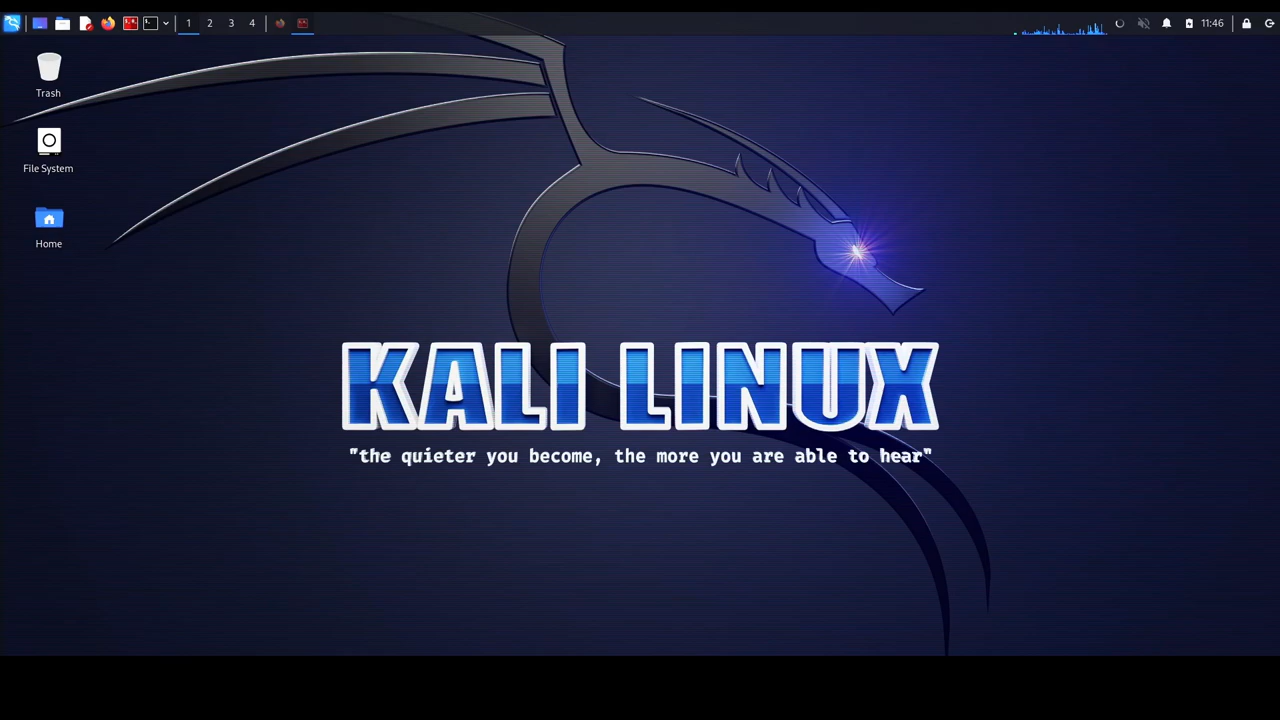 1 2 3 4
11:46
Trash
File System
Home
KALI LINUX
"the quieter you become, the more you are able to hear"